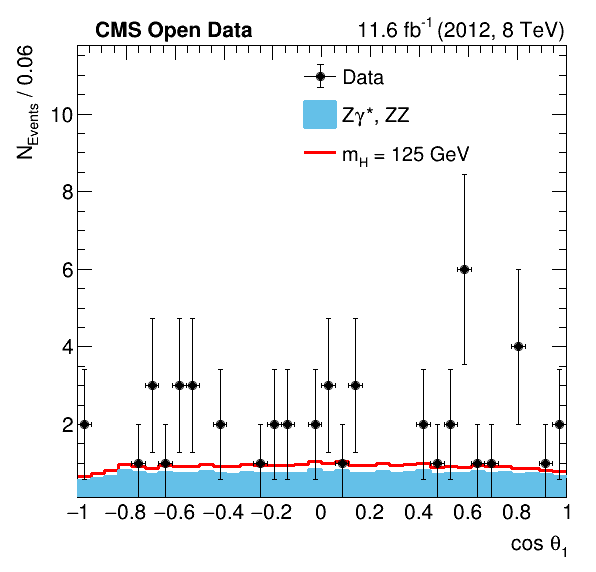 CMS Open Data 11.6 fb⁻¹ (2012, 8 TeV)
N_Events / 0.06
Data
Zγ*, ZZ
m_H = 125 GeV
10
8
6
4
2
−1 −0.8 −0.6 −0.4 −0.2 0 0.2 0.4 0.6 0.8 1
cos θ₁